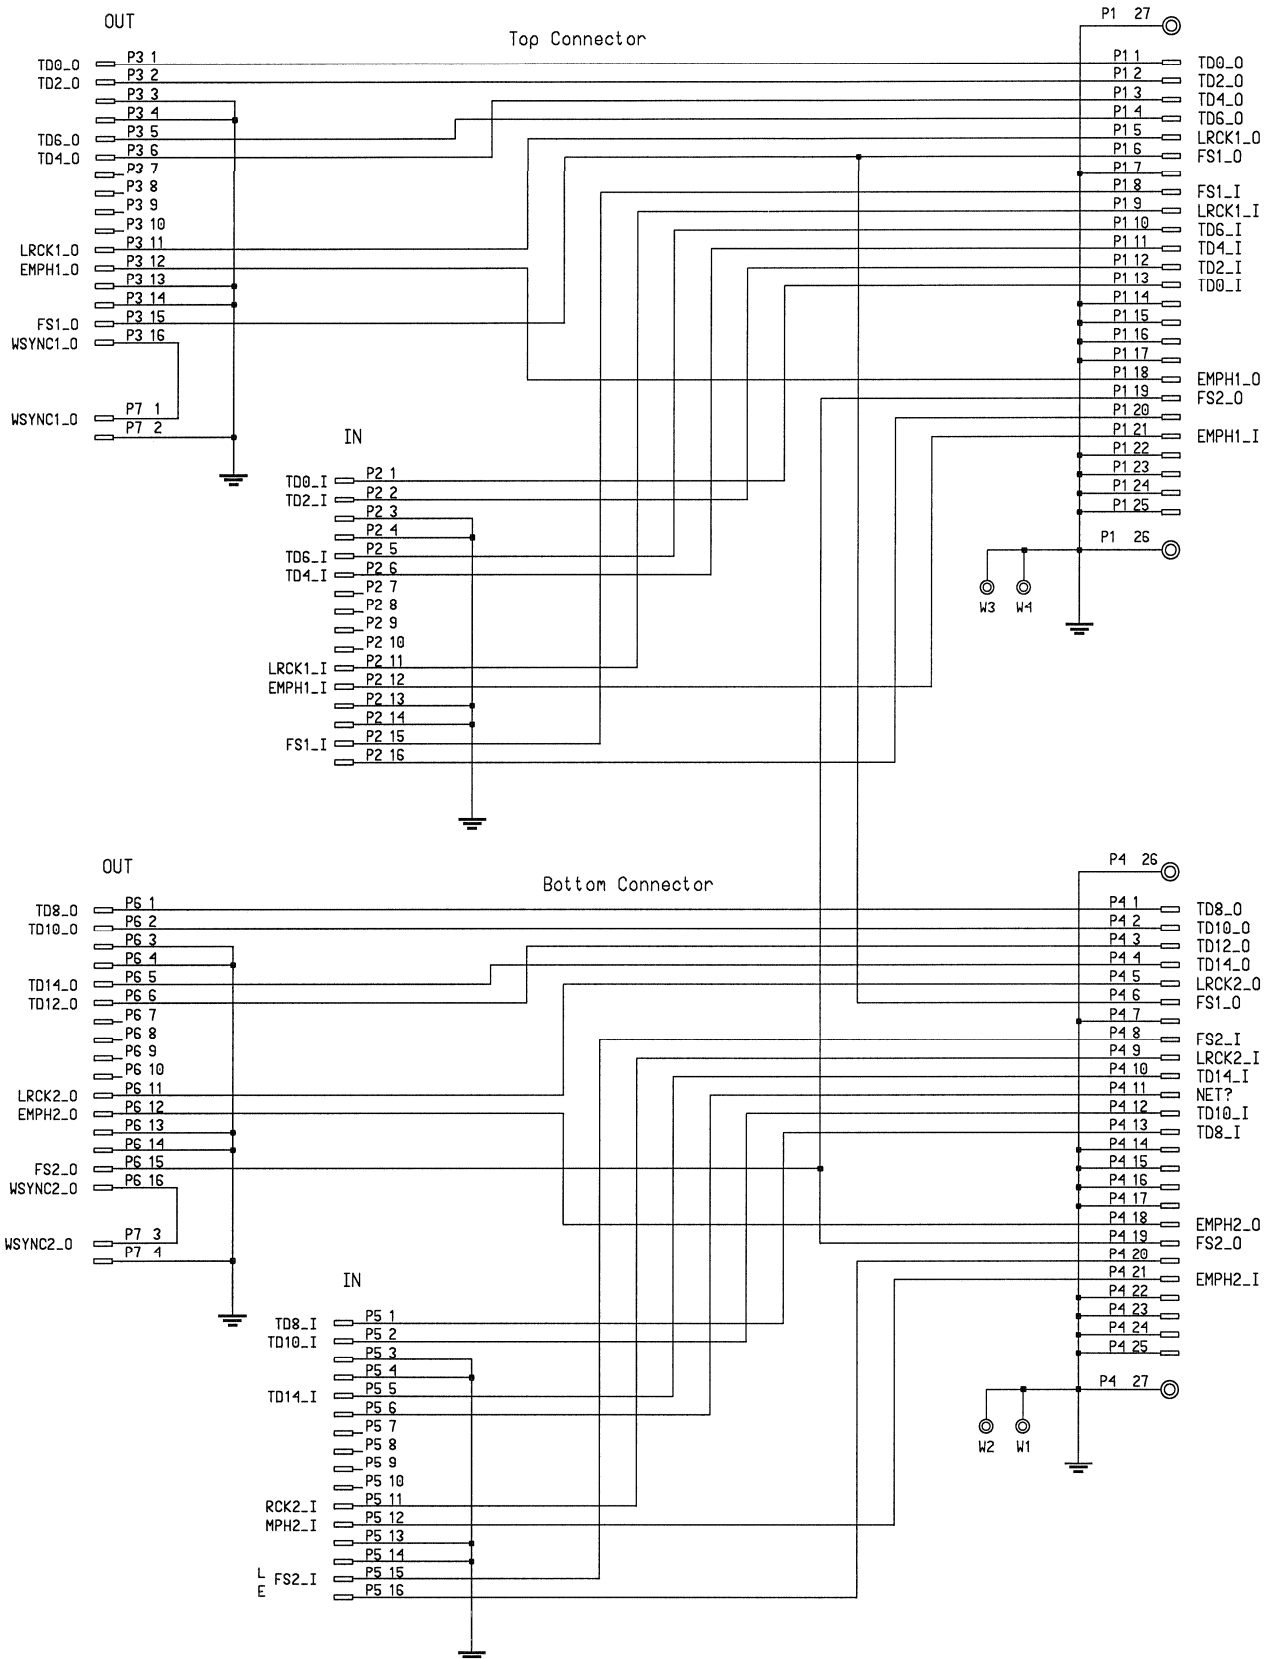 OUT
Top Connector
P1 27
TD0_O P3 1 P1 1 TD0_O
TD2_O P3 2 P1 2 TD2_O
P3 3 P1 3 TD4_O
P3 4 P1 4 TD6_O
TD6_O P3 5 P1 5 LRCK1_O
TD4_O P3 6 P1 6 FS1_O
P3 7 P1 7
P3 8 P1 8 FS1_I
P3 9 P1 9 LRCK1_I
P3 10 P1 10 TD6_I
LRCK1_O P3 11 P1 11 TD4_I
EMPH1_O P3 12 P1 12 TD2_I
P3 13 P1 13 TD0_I
P3 14 P1 14
FS1_O P3 15 P1 15
WSYNC1_O P3 16 P1 16
P1 17
P1 18 EMPH1_O
P1 19 FS2_O
WSYNC1_O P7 1 P1 20
P7 2 P1 21 EMPH1_I
IN
P1 22
TD0_I P2 1 P1 23
TD2_I P2 2 P1 24
P2 3 P1 25
P2 4 P1 26
TD6_I P2 5
TD4_I P2 6
P2 7
P2 8 W3 W4
P2 9
P2 10
LRCK1_I P2 11
EMPH1_I P2 12
P2 13
P2 14
FS1_I P2 15
P2 16
OUT
Bottom Connector
P4 26
TD8_O P6 1 P4 1 TD8_O
TD10_O P6 2 P4 2 TD10_O
P6 3 P4 3 TD12_O
P6 4 P4 4 TD14_O
TD14_O P6 5 P4 5 LRCK2_O
TD12_O P6 6 P4 6 FS1_O
P6 7 P4 7
P6 8 P4 8 FS2_I
P6 9 P4 9 LRCK2_I
P6 10 P4 10 TD14_I
LRCK2_O P6 11 P4 11 NET?
EMPH2_O P6 12 P4 12 TD10_I
P6 13 P4 13 TD8_I
P6 14 P4 14
FS2_O P6 15 P4 15
WSYNC2_O P6 16 P4 16
P4 17
P4 18 EMPH2_O
WSYNC2_O P7 3 P4 19 FS2_O
P7 4 P4 20
IN
P4 21 EMPH2_I
P4 22
TD8_I P5 1 P4 23
TD10_I P5 2 P4 24
P5 3 P4 25
P5 4 P4 27
TD14_I P5 5
P5 6
P5 7
P5 8 W2 W1
P5 9
P5 10
RCK2_I P5 11
MPH2_I P5 12
P5 13
P5 14
L
FS2_I P5 15
E
P5 16